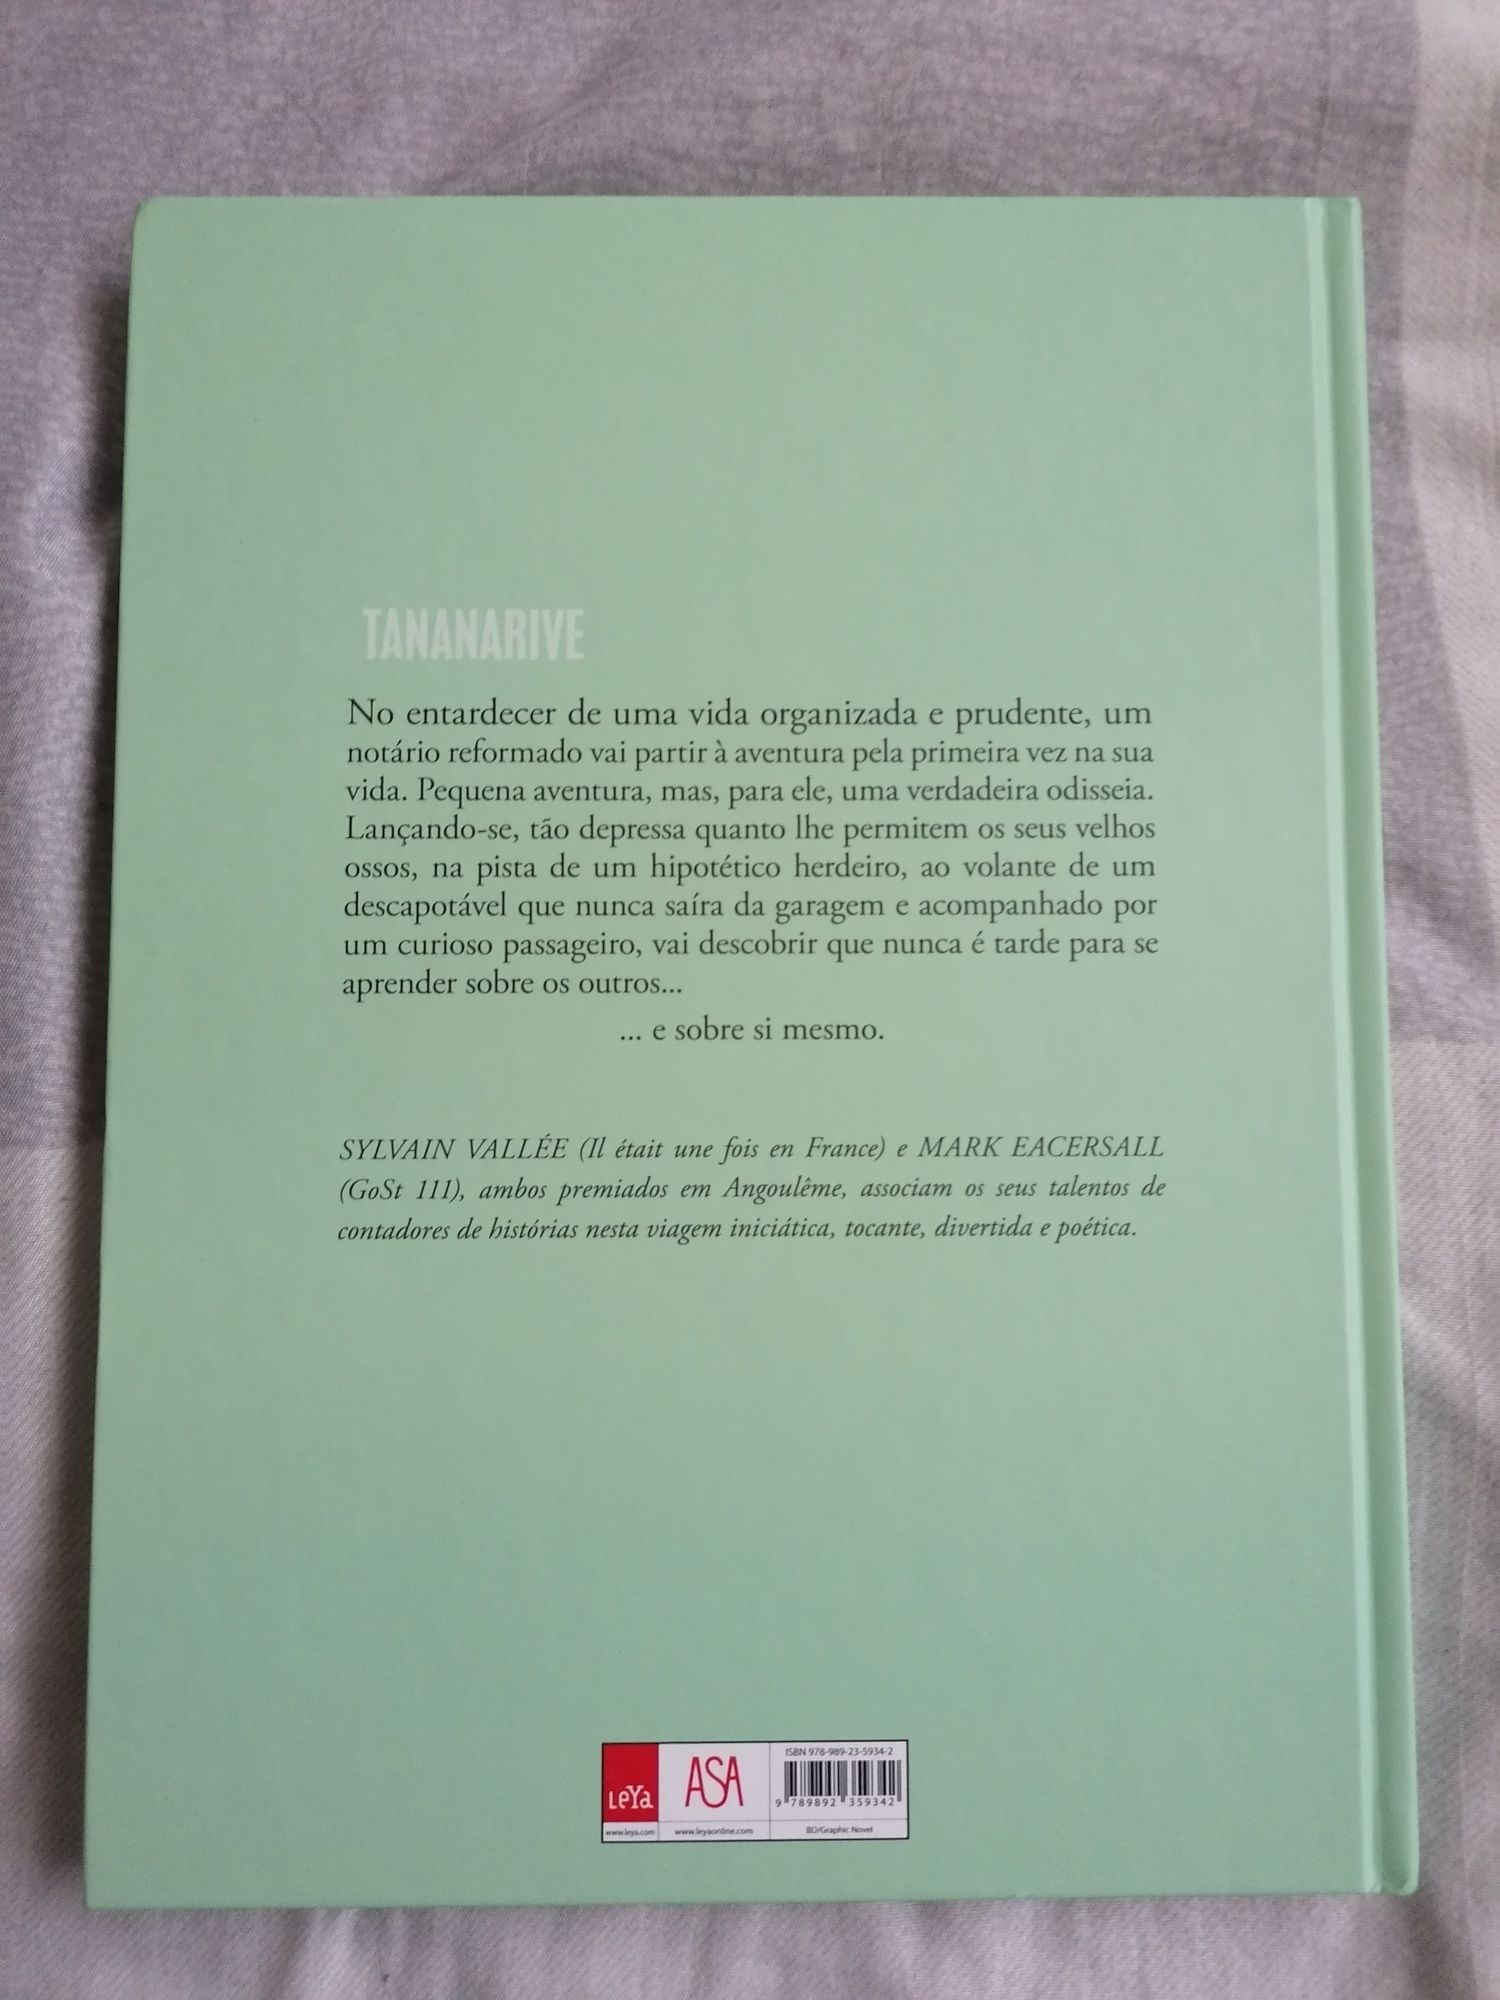 TANANARIVE
No entardecer de uma vida organizada e prudente, um
notário reformado vai partir à aventura pela primeira vez na sua
vida. Pequena aventura, mas, para ele, uma verdadeira odisseia.
Lançando-se, tão depressa quanto lhe permitem os seus velhos
ossos, na pista de um hipotético herdeiro, ao volante de um
descapotável que nunca saíra da garagem e acompanhado por
um curioso passageiro, vai descobrir que nunca é tarde para se
aprender sobre os outros...
... e sobre si mesmo.
SYLVAIN VALLÉE (Il était une fois en France) e MARK EACERSALL
(GoSt 111), ambos premiados em Angoulême, associam os seus talentos de
contadores de histórias nesta viagem iniciática, tocante, divertida e poética.
LeYa
www.leya.com
ASA
www.leyaonline.com
ISBN 978-989-23-5934-2
9 789892 359342
BD/Graphic Novel